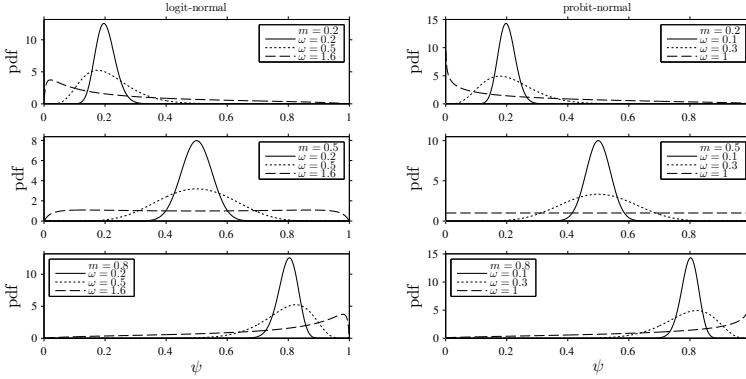 logit-normal
pdf
10
5
0
m = 0.2
ω = 0.2
ω = 0.5
ω = 1.6
0 0.2 0.4 0.6 0.8 1
probit-normal
pdf
15
10
5
0
m = 0.2
ω = 0.1
ω = 0.3
ω = 1
0 0.2 0.4 0.6 0.8
pdf
8
6
4
2
0
m = 0.5
ω = 0.2
ω = 0.5
ω = 1.6
0 0.2 0.4 0.6 0.8 1
pdf
10
5
0
m = 0.5
ω = 0.1
ω = 0.3
ω = 1
0 0.2 0.4 0.6 0.8
pdf
10
5
0
m = 0.8
ω = 0.2
ω = 0.5
ω = 1.6
0 0.2 0.4 0.6 0.8 1
ψ
pdf
15
10
5
0
m = 0.8
ω = 0.1
ω = 0.3
ω = 1
0 0.2 0.4 0.6 0.8
ψ